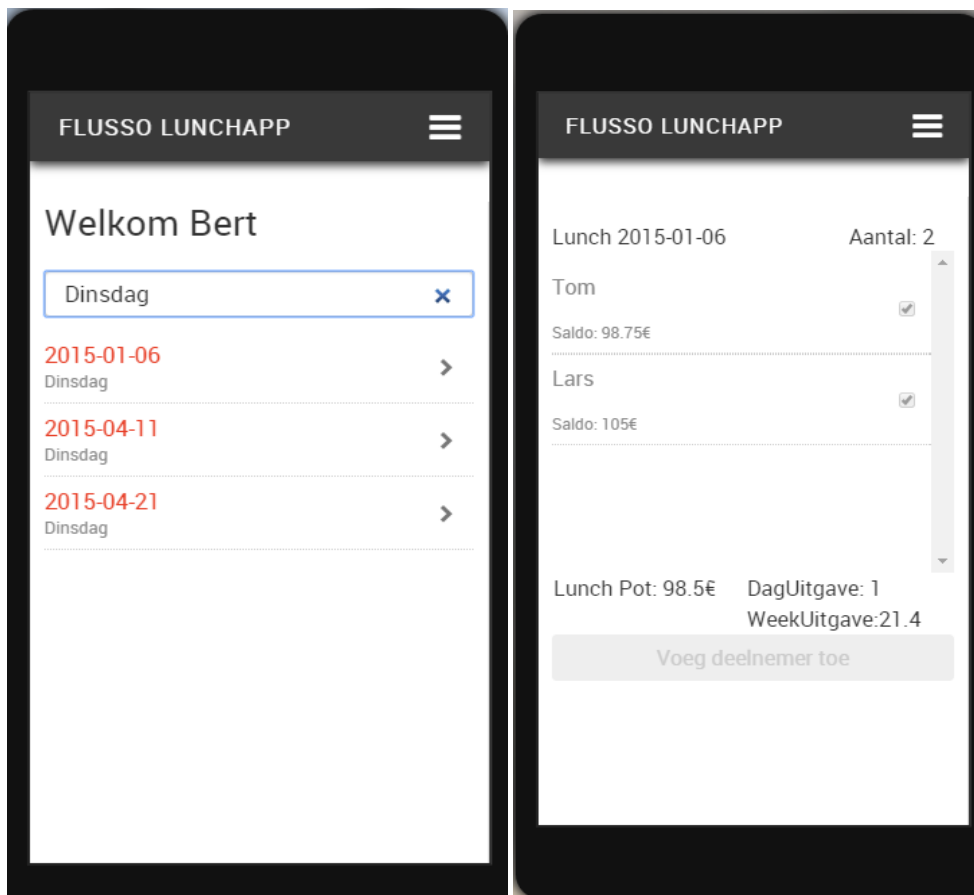 FLUSSO LUNCHAPP
Welkom Bert
Dinsdag
2015-01-06
Dinsdag
2015-04-11
Dinsdag
2015-04-21
Dinsdag
FLUSSO LUNCHAPP
Lunch 2015-01-06 Aantal: 2
Tom
Saldo: 98.75€
Lars
Saldo: 105€
Lunch Pot: 98.5€ DagUitgave: 1
WeekUitgave:21.4
Voeg deelnemer toe